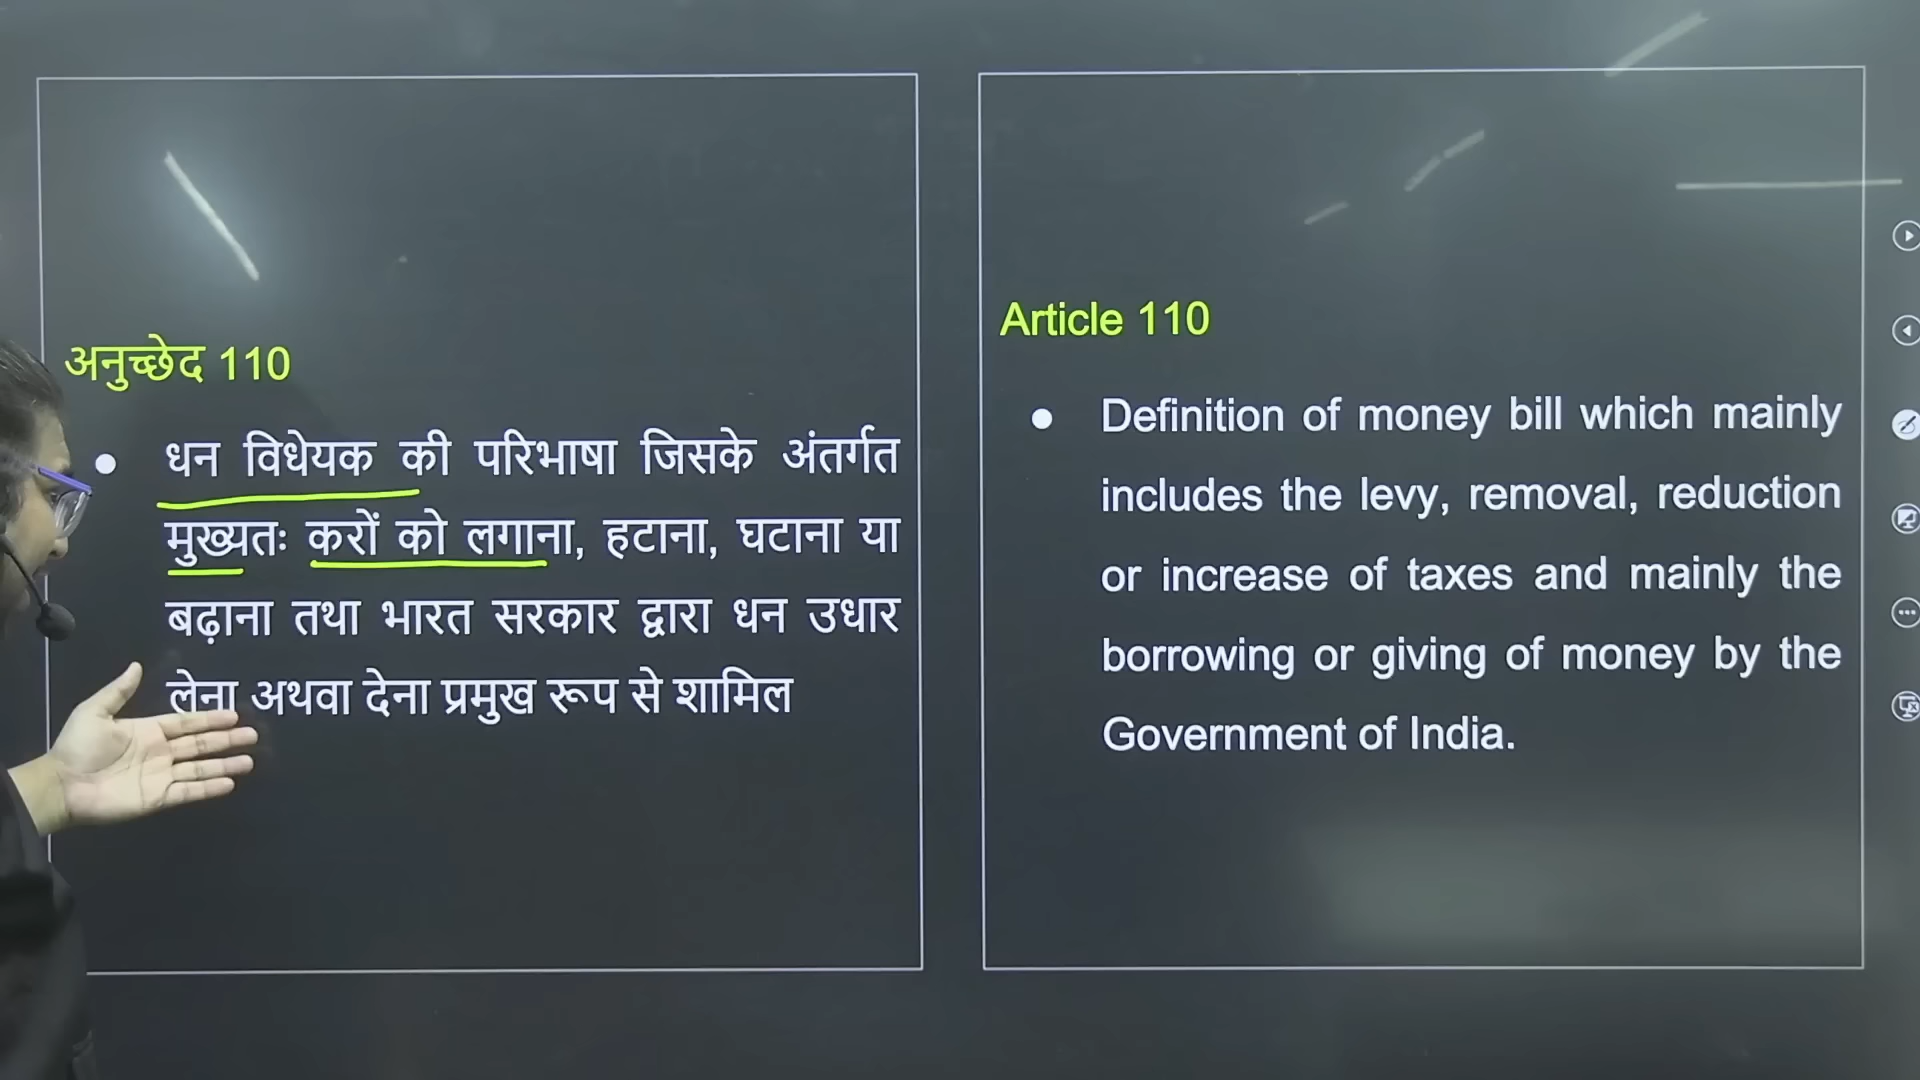 अनुच्छेद 110
धन विधेयक की परिभाषा जिसके अंतर्गत
मुख्यतः करों को लगाना, हटाना, घटाना या
बढ़ाना तथा भारत सरकार द्वारा धन उधार
लेना अथवा देना प्रमुख रूप से शामिल
Article 110
Definition of money bill which mainly
includes the levy, removal, reduction
or increase of taxes and mainly the
borrowing or giving of money by the
Government of India.